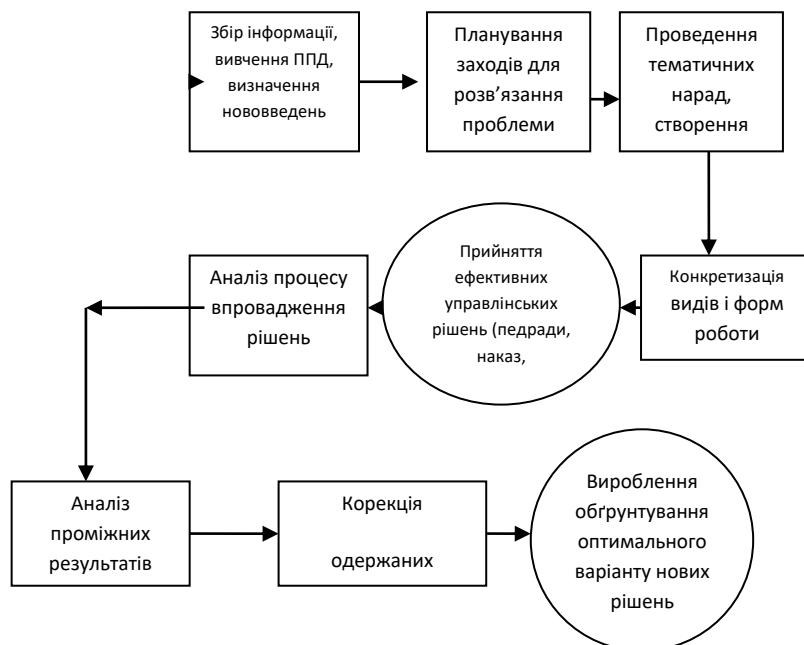 Збір інформації,
вивчення ППД,
визначення
нововведень
Планування
заходів для
розв’язання
проблеми
Проведення
тематичних
нарад,
створення
Конкретизація
видів і форм
роботи
Прийняття
ефективних
управлінських
рішень (педради,
наказ,
Аналіз процесу
впровадження
рішень
Аналіз
проміжних
результатів
Корекція
одержаних
Вироблення
обґрунтування
оптимального
варіанту нових
рішень